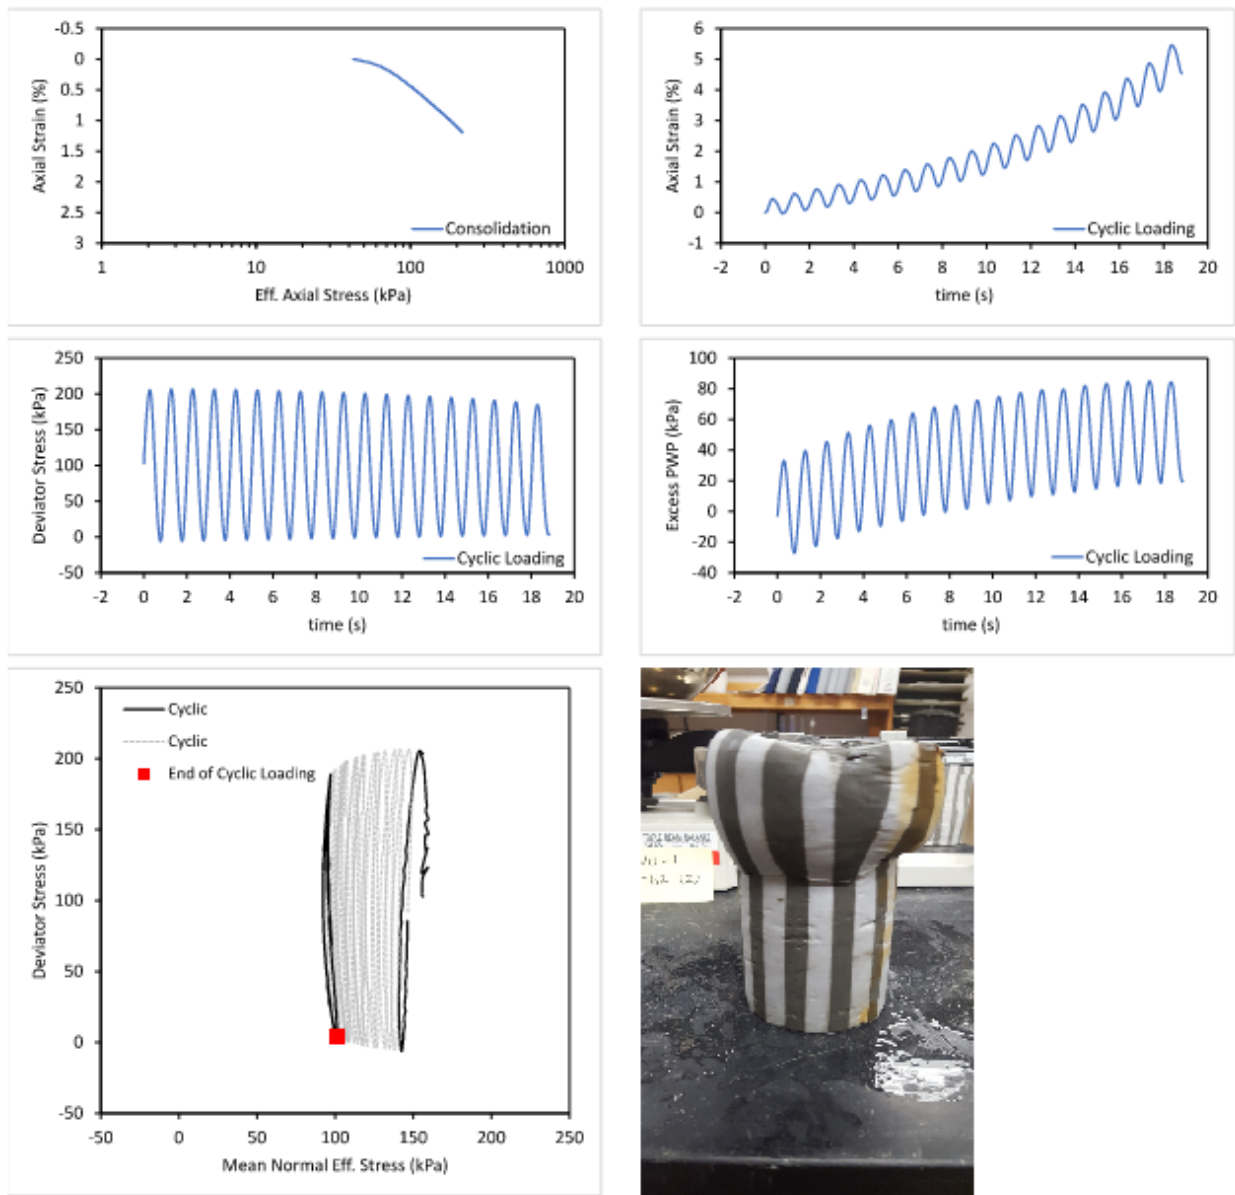 -0.5
0
0.5
1
1.5
2
2.5
3
Axial Strain (%)
Consolidation
1 10 100 1000
Eff. Axial Stress (kPa)
6
5
4
3
2
1
0
-1
Axial Strain (%)
Cyclic Loading
-2 0 2 4 6 8 10 12 14 16 18 20
time (s)
250
200
150
100
50
0
-50
Deviator Stress (kPa)
Cyclic Loading
-2 0 2 4 6 8 10 12 14 16 18 20
time (s)
100
80
60
40
20
0
-20
-40
Excess PWP (kPa)
Cyclic Loading
-2 0 2 4 6 8 10 12 14 16 18 20
time (s)
250
200
150
100
50
0
-50
Deviator Stress (kPa)
Cyclic
Cyclic
End of Cyclic Loading
-50 0 50 100 150 200 250
Mean Normal Eff. Stress (kPa)